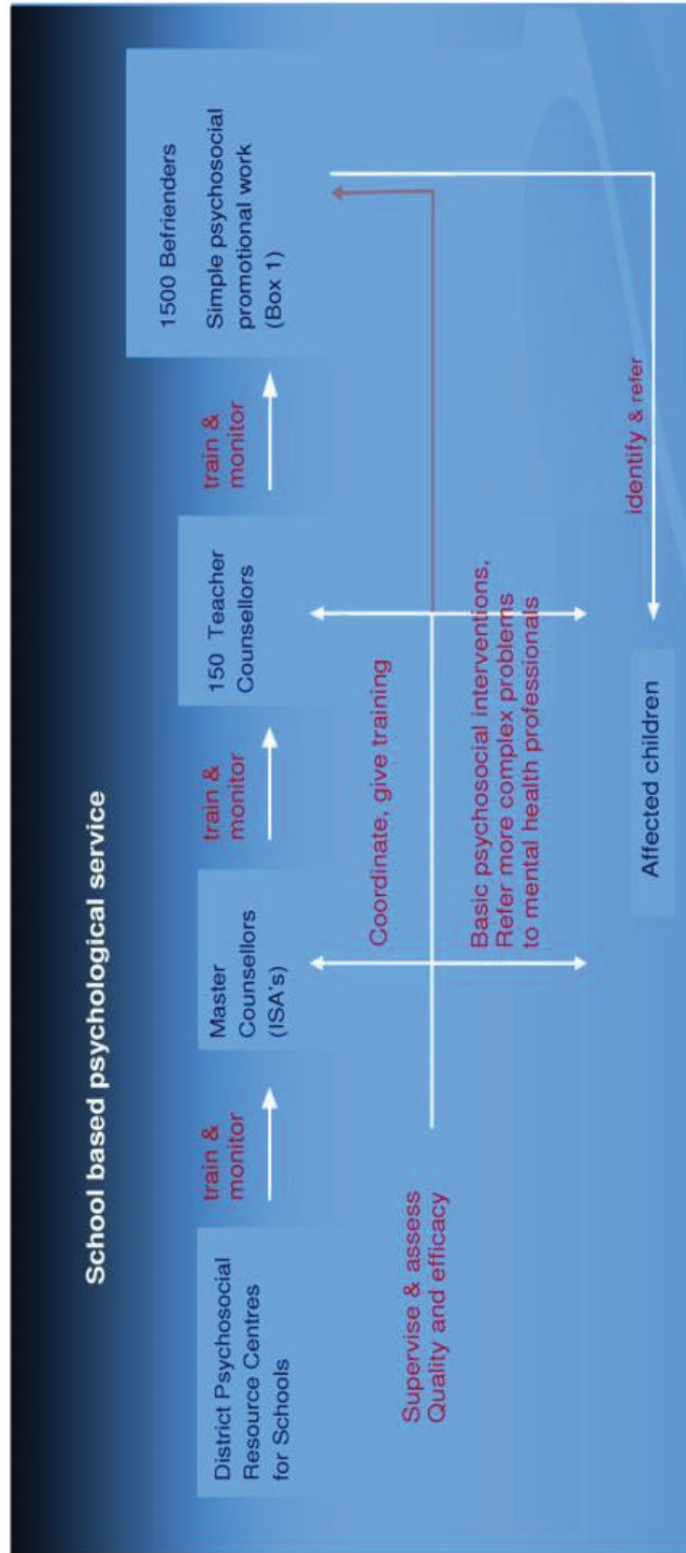 School based psychological service
District Psychosocial
Resource Centres
for Schools
train &
monitor
Master
Counsellors
(ISA's)
train &
monitor
150 Teacher
Counsellors
train &
monitor
1500 Befrienders
Simple psychosocial
promotional work
(Box 1)
Supervise & assess
Quality and efficacy
Coordinate, give training
Basic psychosocial interventions,
Refer more complex problems
to mental health professionals
identify & refer
Affected children